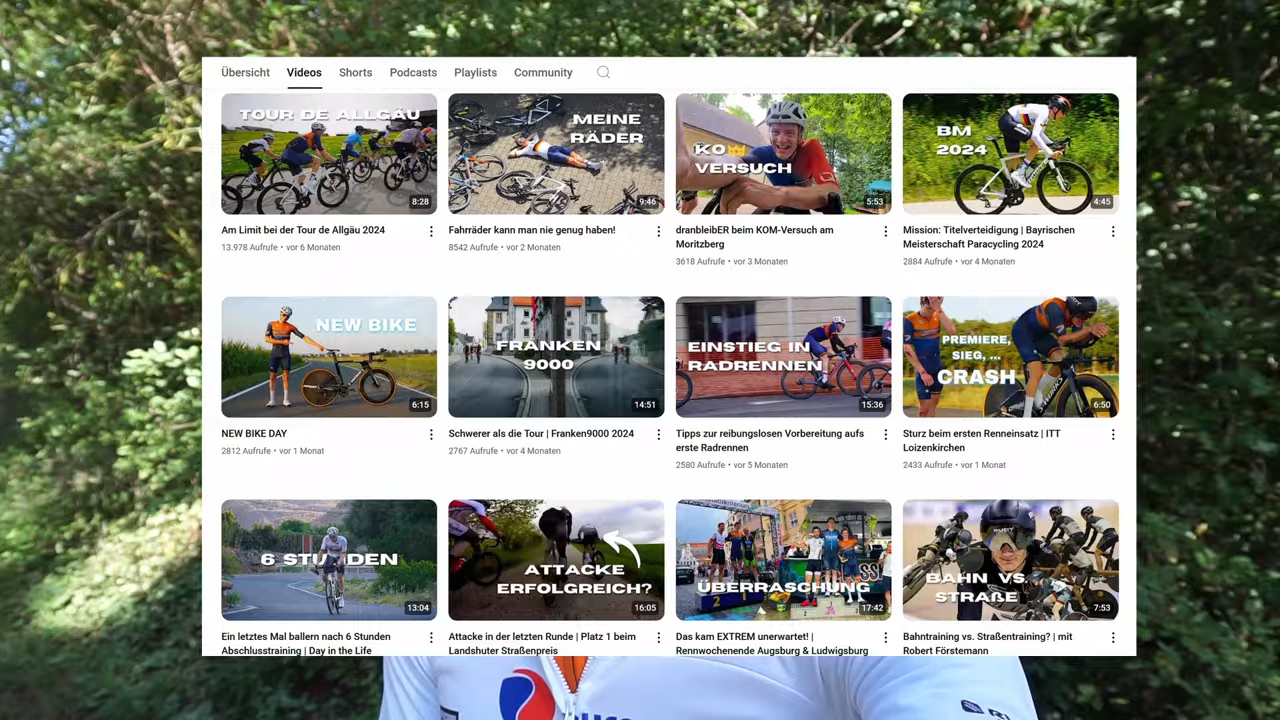 Übersicht Videos Shorts Podcasts Playlists Community
TOUR DE ALLGÄU
8:28
MEINE
RÄDER
9:46
KO👑
VERSUCH
5:53
BM
2024
4:45
Am Limit bei der Tour de Allgäu 2024
13.978 Aufrufe • vor 6 Monaten
Fahrräder kann man nie genug haben!
8542 Aufrufe • vor 2 Monaten
dranbleibER beim KOM-Versuch am
Moritzberg
3618 Aufrufe • vor 3 Monaten
Mission: Titelverteidigung | Bayrischen
Meisterschaft Paracycling 2024
2884 Aufrufe • vor 4 Monaten
NEW BIKE
6:15
FRANKEN
9000
14:51
EINSTIEG IN
RADRENNEN
15:36
PREMIERE,
SIEG, ...
CRASH
6:50
NEW BIKE DAY
2812 Aufrufe • vor 1 Monat
Schwerer als die Tour | Franken9000 2024
2767 Aufrufe • vor 4 Monaten
Tipps zur reibungslosen Vorbereitung aufs
erste Radrennen
2580 Aufrufe • vor 5 Monaten
Sturz beim ersten Renneinsatz | ITT
Loizenkirchen
2433 Aufrufe • vor 1 Monat
6 STUNDEN
13:04
ATTACKE
ERFOLGREICH?
16:05
ÜBERRASCHUNG
17:42
BAHN VS.
STRAßE
7:53
Ein letztes Mal ballern nach 6 Stunden
Abschlusstraining | Day in the Life
Attacke in der letzten Runde | Platz 1 beim
Landshuter Straßenpreis
Das kam EXTREM unerwartet! |
Rennwochenende Augsburg & Ludwigsburg
Bahntraining vs. Straßentraining? | mit
Robert Förstemann